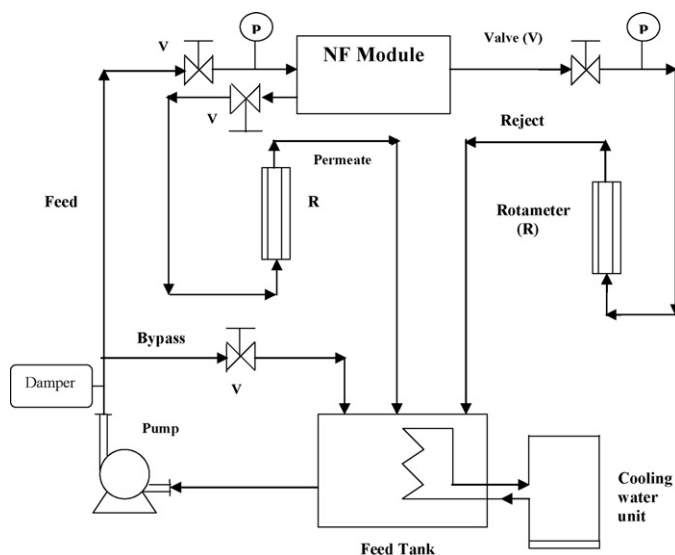 P
P
V
NF Module
Valve (V)
V
Reject
Permeate
Feed
R
Rotameter
(R)
Bypass
Damper
V
Pump
Cooling
water
unit
Feed Tank